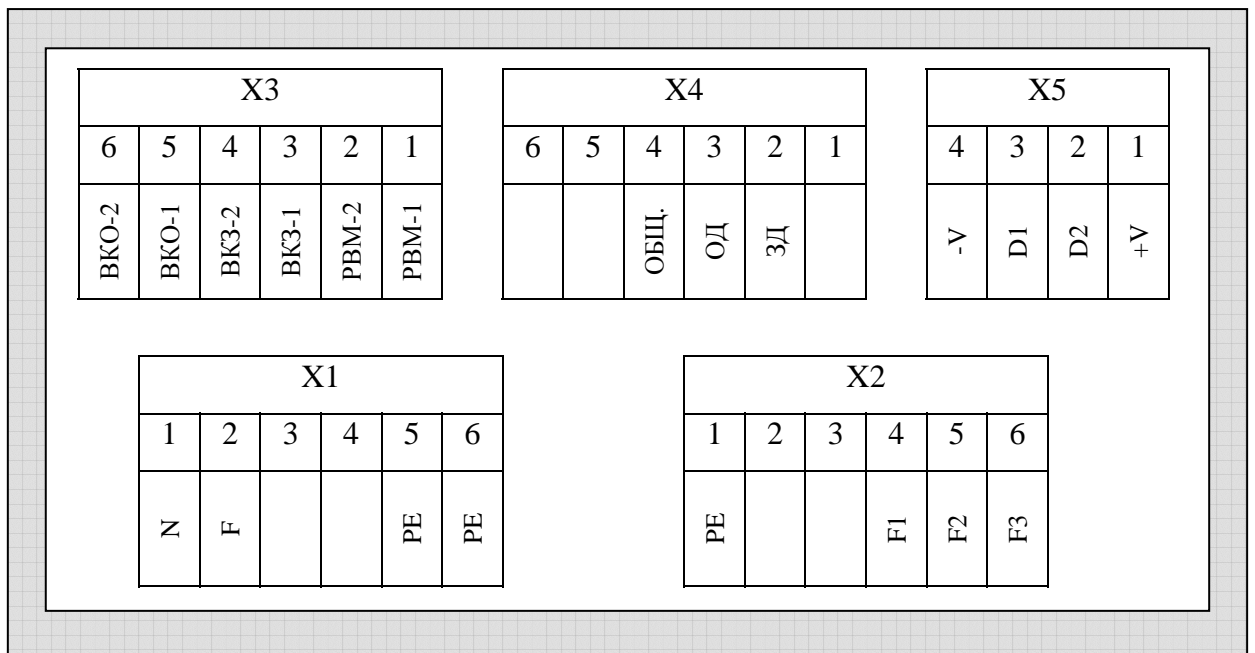 X3
6 5 4 3 2 1
ВКО-2 ВКО-1 ВКЗ-2 ВКЗ-1 РВМ-2 РВМ-1
X4
6 5 4 3 2 1
ОБЩ. ОД ЗД
X5
4 3 2 1
-V D1 D2 +V
X1
1 2 3 4 5 6
N F PE PE
X2
1 2 3 4 5 6
PE F1 F2 F3